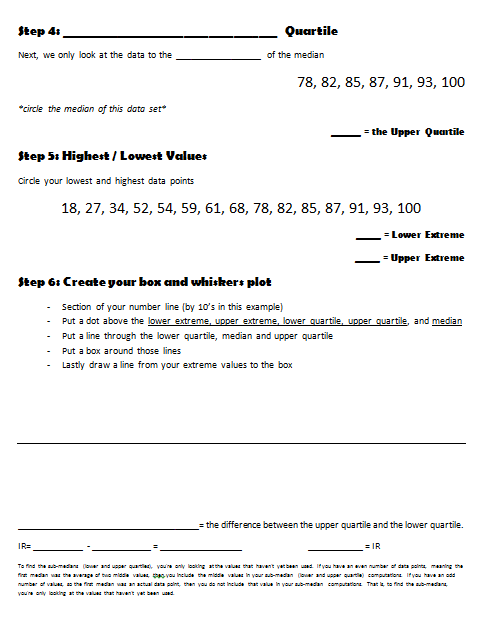 Step 4: ______________________________ Quartile
Next, we only look at the data to the ____________________ of the median
78, 82, 85, 87, 91, 93, 100
*circle the median of this data set*
______ = the Upper Quartile
Step 5: Highest / Lowest Values
Circle your lowest and highest data points
18, 27, 34, 52, 54, 59, 61, 68, 78, 82, 85, 87, 91, 93, 100
_____ = Lower Extreme
_____ = Upper Extreme
Step 6: Create your box and whiskers plot
- Section of your number line (by 10's in this example)
- Put a dot above the lower extreme, upper extreme, lower quartile, upper quartile, and median
- Put a line through the lower quartile, median and upper quartile
- Put a box around those lines
- Lastly draw a line from your extreme values to the box
________________________________________= the difference between the upper quartile and the lower quartile.
IR= ___________ - _____________ = __________________ ____________ = IR
To find the sub-medians (lower and upper quartiles), you're only looking at the values that haven't yet been used. If you have an even number of data points, meaning the
first median was the average of two middle values, then you include the middle values in your sub-median (lower and upper quartile) computations. If you have an odd
number of values, so the first median was an actual data point, then you do not include that value in your sub-median computations. That is, to find the sub-medians,
you're only looking at the values that haven't yet been used.